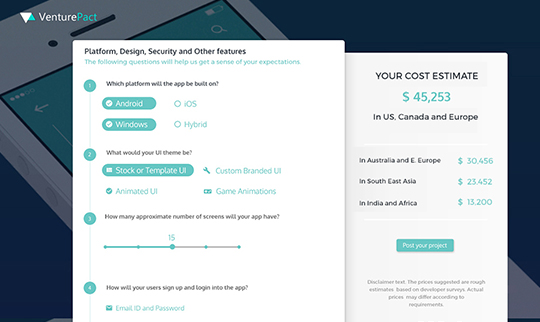 VenturePact
Platform, Design, Security and Other features
The following questions will help us get a sense of your expectations.
1
Which platform will the app be built on?
Android
iOS
Windows
Hybrid
2
What would your UI theme be?
Stock or Template UI
Custom Branded UI
Animated UI
Game Animations
3
How many approximate number of screens will your app have?
15
4
How will your users sign up and login into the app?
Email ID and Password
YOUR COST ESTIMATE
$ 45,253
In US, Canada and Europe
In Australia and E. Europe $ 30.456
In South East Asia $ 23.452
In India and Africa $ 13.200
Post your project
Disclaimer text: The prices suggested are rough
estimates based on developer surveys. Actual
prices may differ according to
requirements.